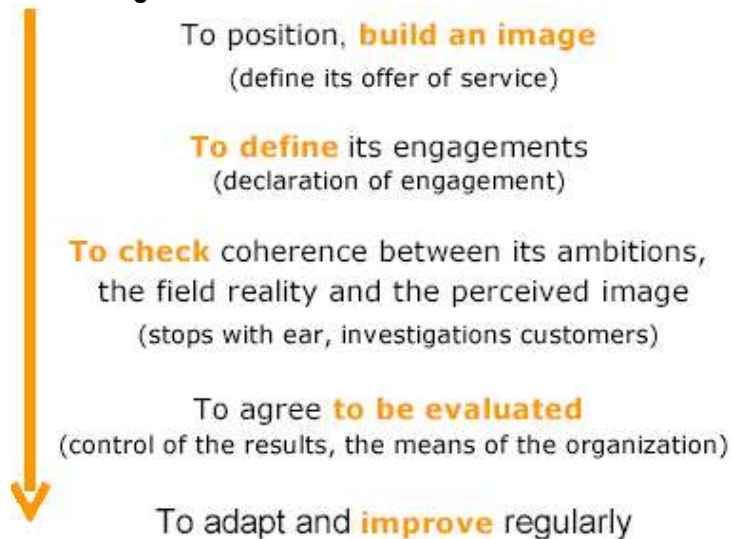 To position, build an image
(define its offer of service)
To define its engagements
(declaration of engagement)
To check coherence between its ambitions,
the field reality and the perceived image
(stops with ear, investigations customers)
To agree to be evaluated
(control of the results, the means of the organization)
To adapt and improve regularly